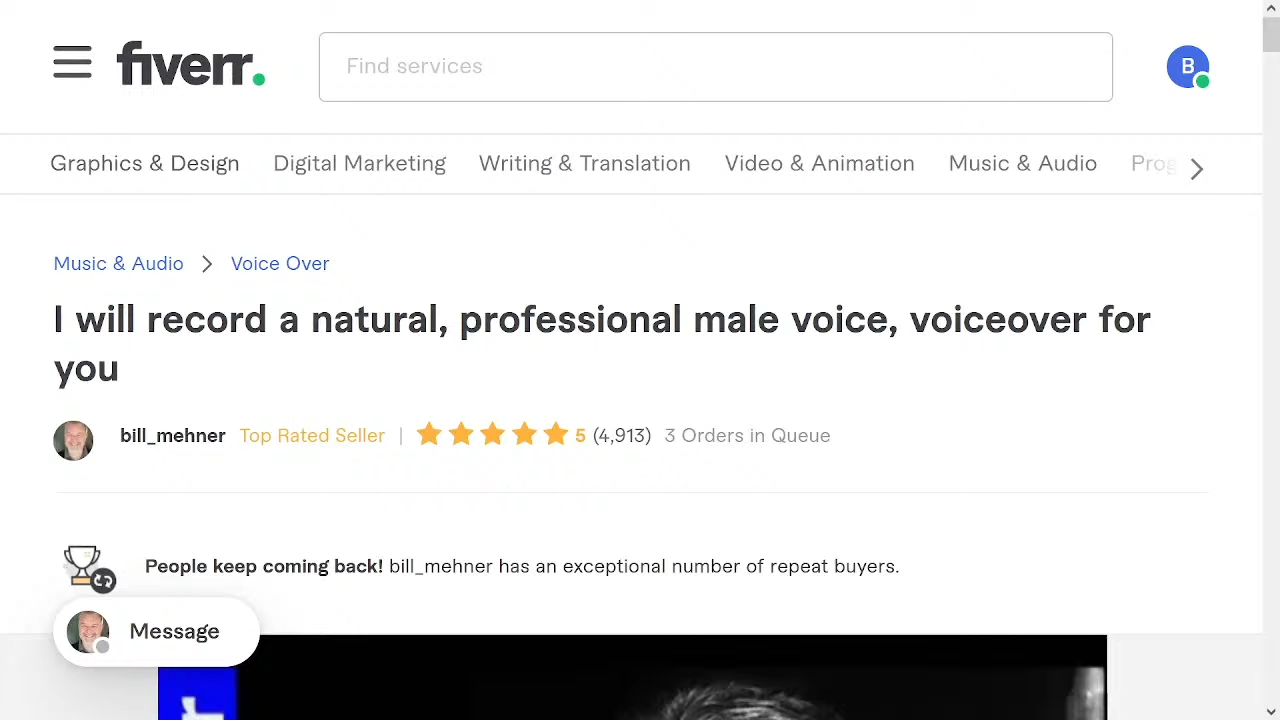 fiverr.
Find services
B
Graphics & Design Digital Marketing Writing & Translation Video & Animation Music & Audio Prog
Music & Audio Voice Over
I will record a natural, professional male voice, voiceover for
you
bill_mehner Top Rated Seller | 5 (4,913) 3 Orders in Queue
People keep coming back! bill_mehner has an exceptional number of repeat buyers.
Message